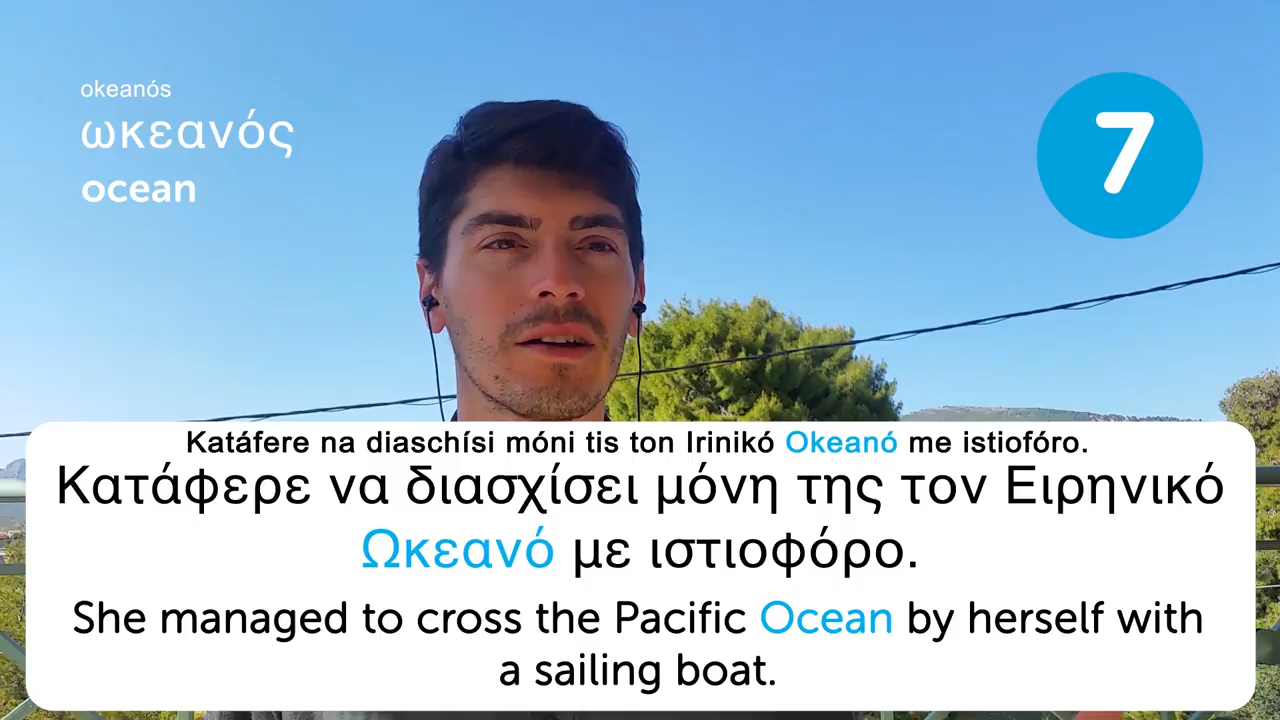 okeanós
ωκεανός
ocean
7
Katáfere na diaschísi móni tis ton Irinikó Okeanó me istiofóro.
Κατάφερε να διασχίσει μόνη της τον Ειρηνικό
Ωκεανό με ιστιοφόρο.
She managed to cross the Pacific Ocean by herself with
a sailing boat.